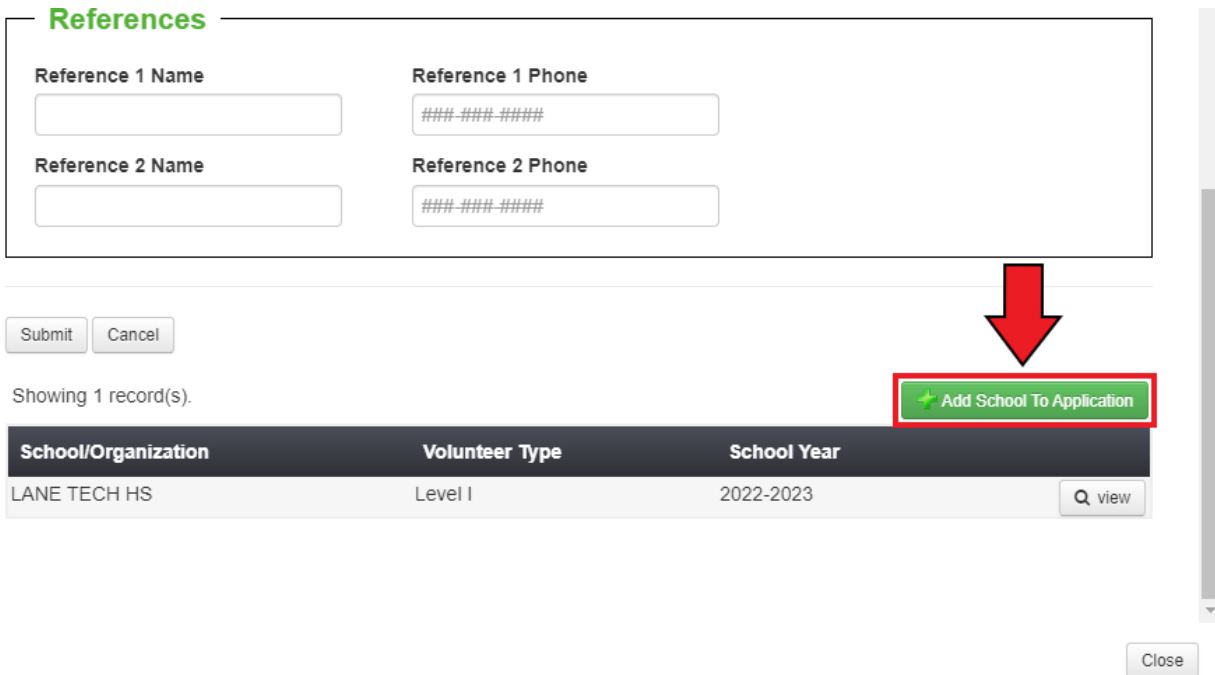 References
Reference 1 Name Reference 1 Phone
###-###-####
Reference 2 Name Reference 2 Phone
###-###-####
Submit Cancel
Showing 1 record(s).
Add School To Application
School/Organization Volunteer Type School Year
LANE TECH HS Level I 2022-2023 view
Close